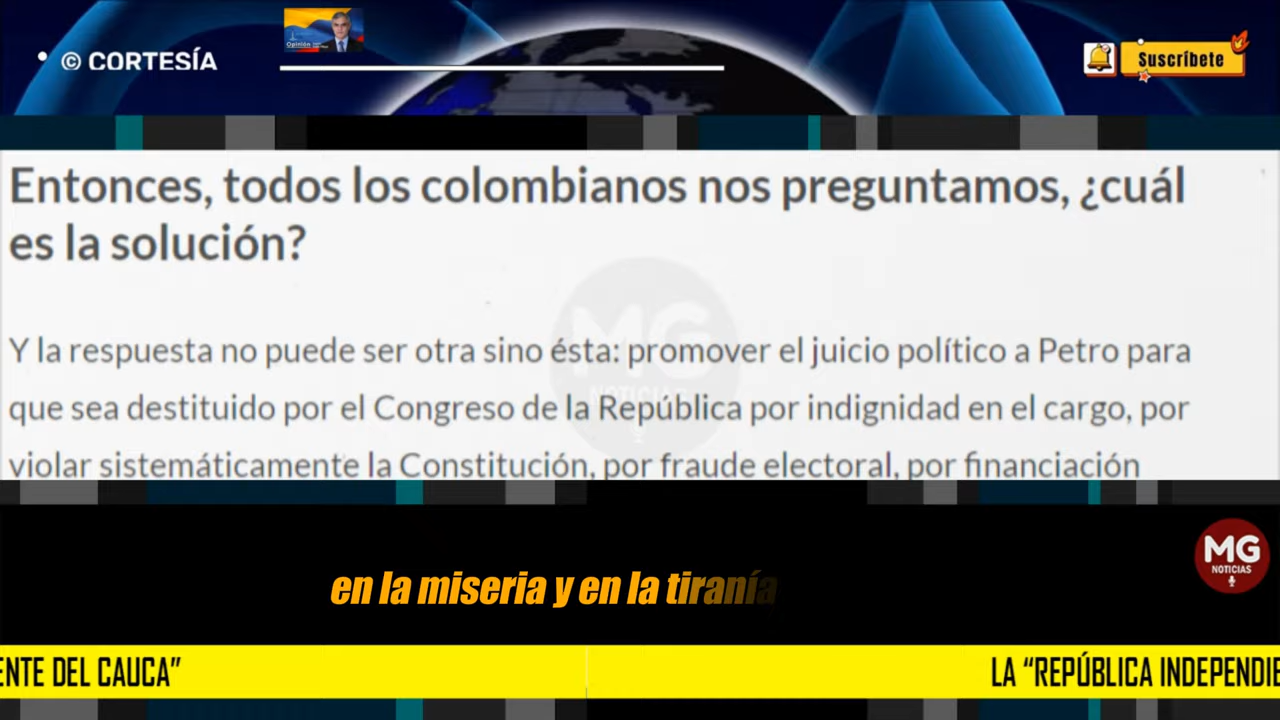 © CORTESÍA
Opinión
Suscríbete
Entonces, todos los colombianos nos preguntamos, ¿cuál
es la solución?
Y la respuesta no puede ser otra sino ésta: promover el juicio político a Petro para
que sea destituido por el Congreso de la República por indignidad en el cargo, por
violar sistemáticamente la Constitución, por fraude electoral, por financiación
MG
NOTICIAS
en la miseria y en la tiranía
MG
NOTICIAS
ENTE DEL CAUCA”
LA “REPÚBLICA INDEPENDIE